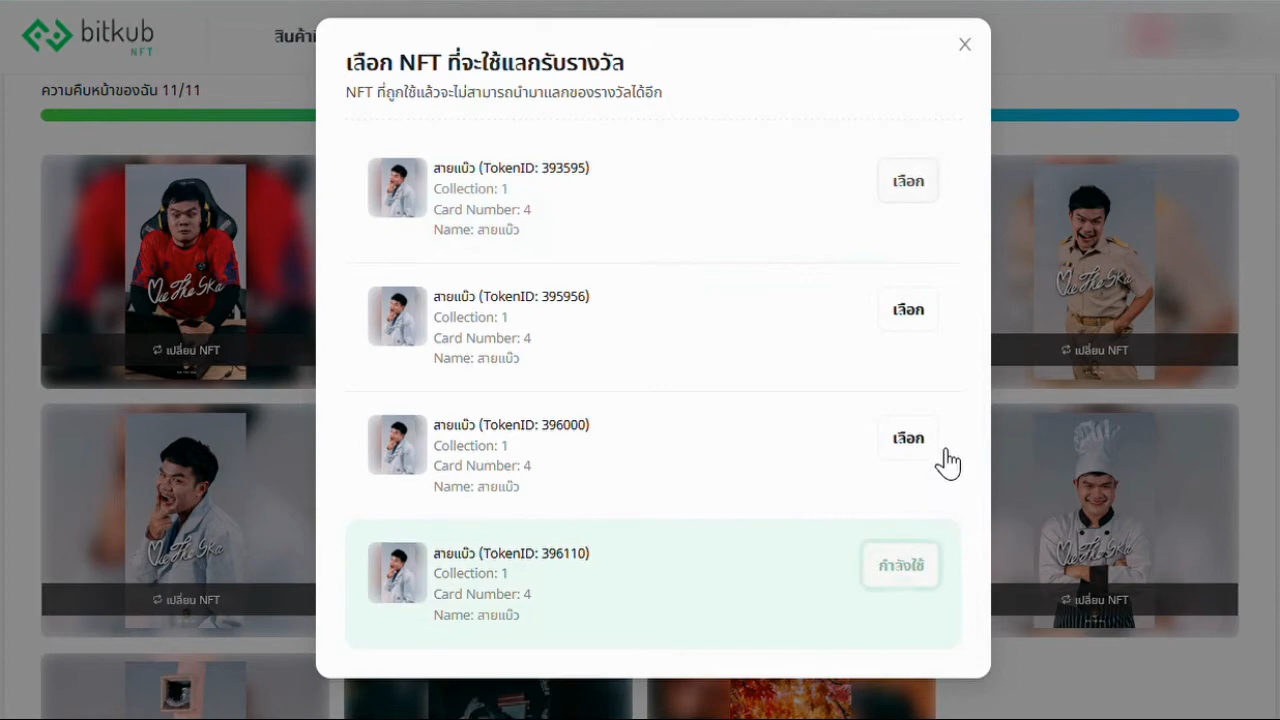 bitkub
NFT
สินค้า
ความคืบหน้าของฉัน 11/11
เลือก NFT ที่จะใช้แลกรับรางวัล
NFT ที่ถูกใช้แล้วจะไม่สามารถนำมาแลกของรางวัลได้อีก
สายแบ๊ว (TokenID: 393595)
Collection: 1
Card Number: 4
Name: สายแบ๊ว
เลือก
สายแบ๊ว (TokenID: 395956)
Collection: 1
Card Number: 4
Name: สายแบ๊ว
เลือก
สายแบ๊ว (TokenID: 396000)
Collection: 1
Card Number: 4
Name: สายแบ๊ว
เลือก
สายแบ๊ว (TokenID: 396110)
Collection: 1
Card Number: 4
Name: สายแบ๊ว
กำลังใช้
เปลี่ยน NFT
เปลี่ยน NFT
เปลี่ยน NFT
เปลี่ยน NFT